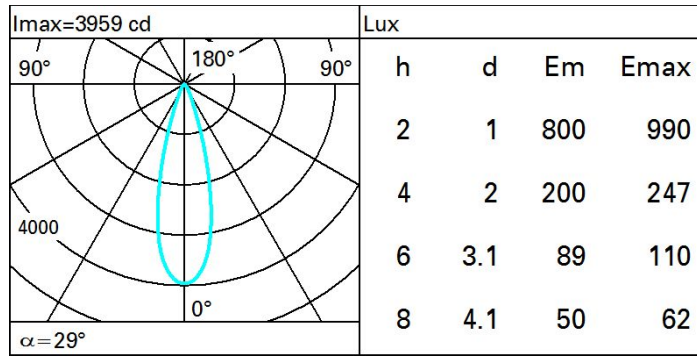 Imax=3959 cd
90° 180° 90°
4000
0°
α=29°
Lux
h d Em Emax
2 1 800 990
4 2 200 247
6 3.1 89 110
8 4.1 50 62